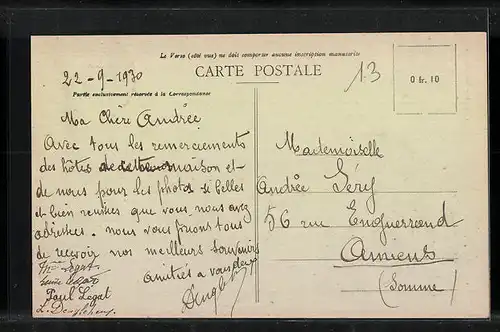 Le Verso (côté vue) ne doit comporter aucune inscription manuscrite
CARTE POSTALE
22-9-1930
Partie exclusivement réservée à la Correspondance
13
0 fr. 10
Ma Chère Andrée
Avec tous les remerciements
des hôtes de cette maison et
de nous pour les photos si belles
et bien rendues que vous nous avez
adressées. nous vous prions tous
de recevoir nos meilleurs souvenirs
amitiés a vous deux
Paul Legat
Mademoiselle
Andrée Léry
56 rue Enguerrand
Amiens
(Somme)